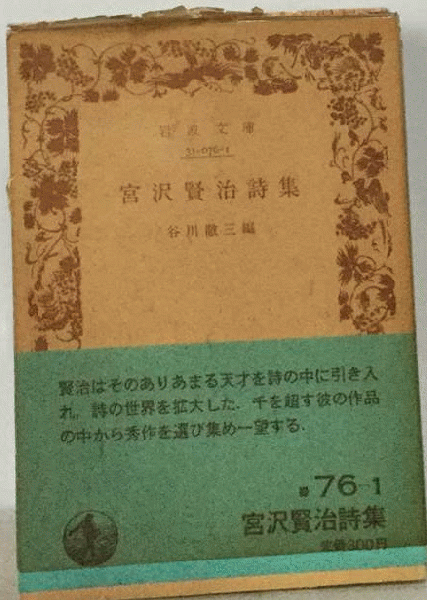 岩波文庫
31-076-1
宮沢賢治詩集
谷川徹三編
賢治はそのありあまる天才を詩の中に引き入
れ，詩の世界を拡大した．千を超す彼の作品
の中から秀作を選び集め一望する．
76-1
宮沢賢治詩集
定価300円